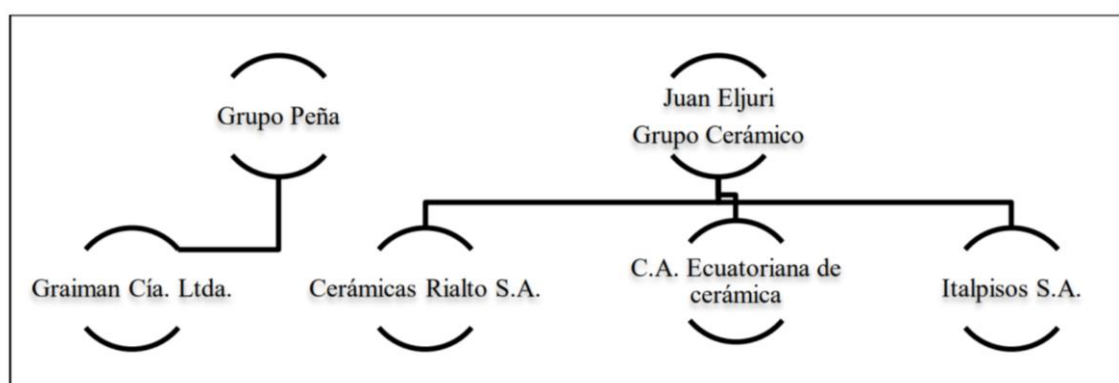 Grupo Peña
Juan Eljuri
Grupo Cerámico
Graiman Cía. Ltda.
Cerámicas Rialto S.A.
C.A. Ecuatoriana de
cerámica
Italpisos S.A.